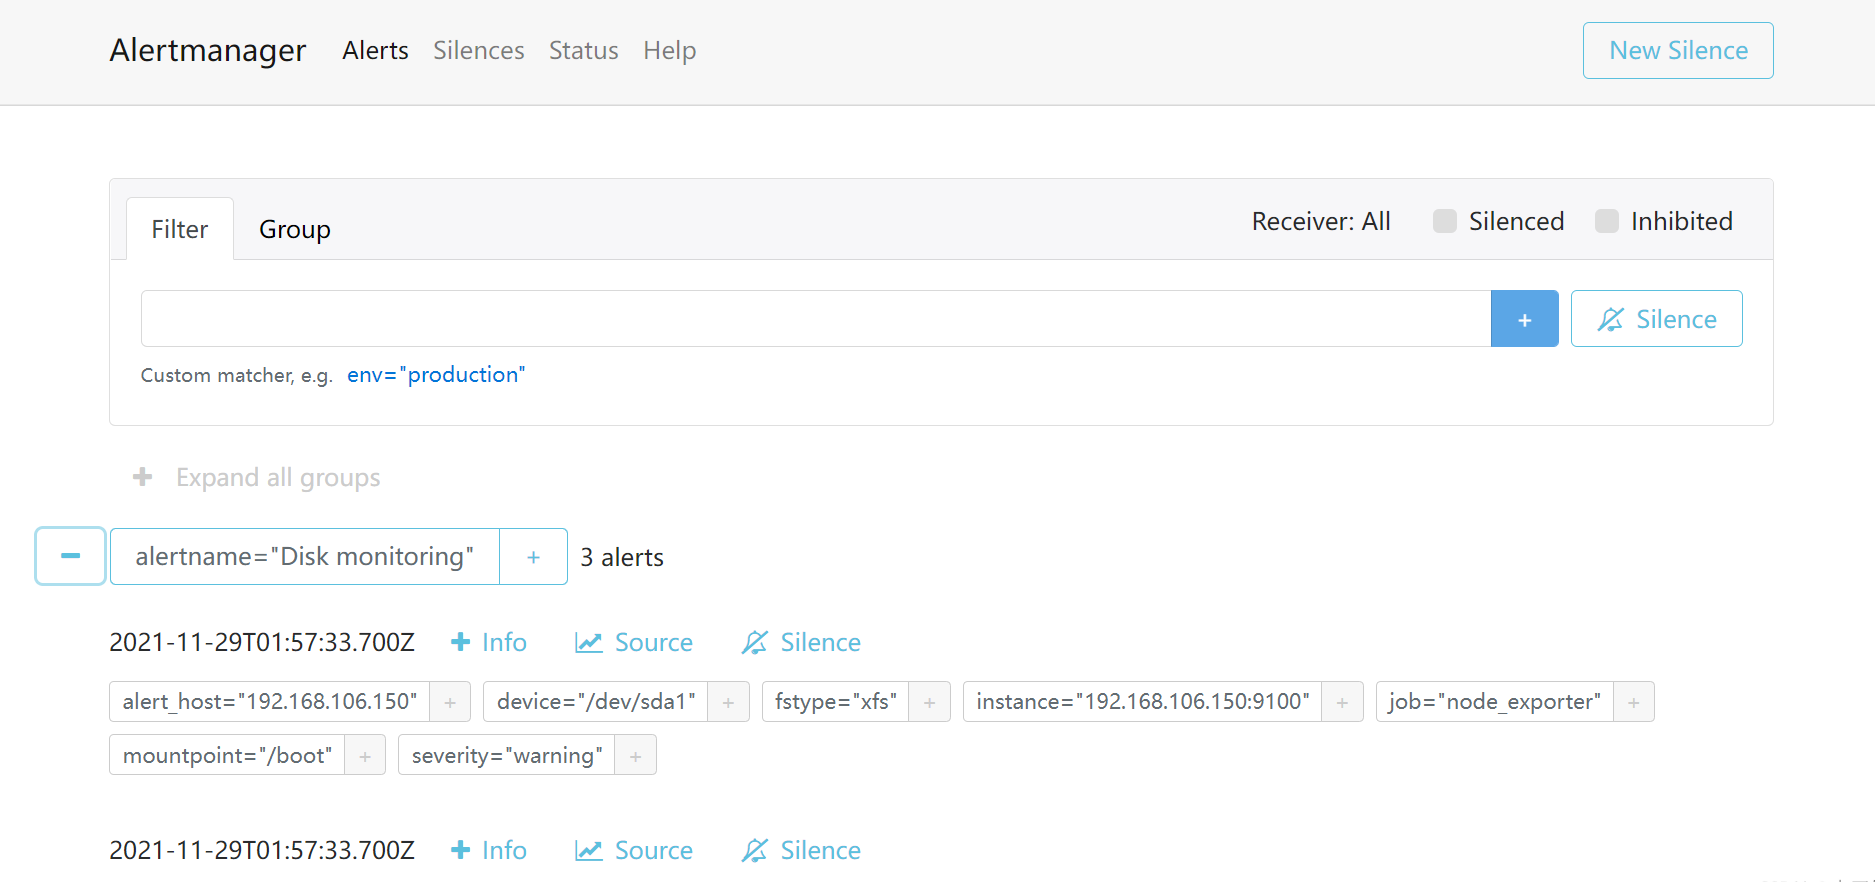 Alertmanager Alerts Silences Status Help New Silence
Filter Group Receiver: All Silenced Inhibited
+ Silence
Custom matcher, e.g. env="production"
+ Expand all groups
− alertname="Disk monitoring" + 3 alerts
2021-11-29T01:57:33.700Z + Info Source Silence
alert_host="192.168.106.150" + device="/dev/sda1" + fstype="xfs" + instance="192.168.106.150:9100" + job="node_exporter" +
mountpoint="/boot" + severity="warning" +
2021-11-29T01:57:33.700Z + Info Source Silence